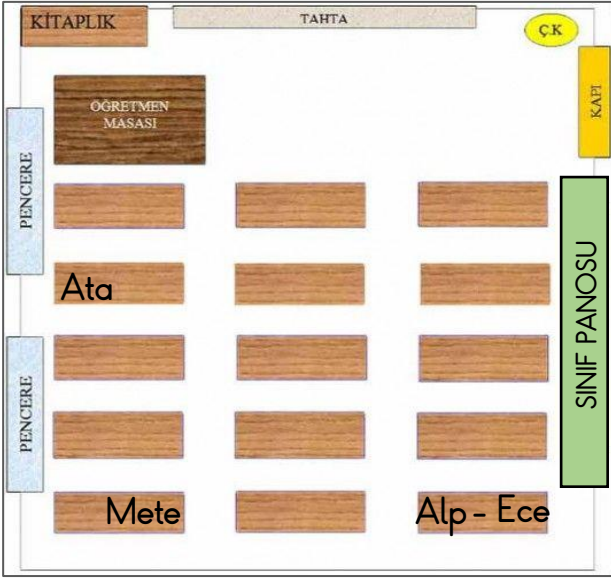 KİTAPLIK
TAHTA
Ç.K
ÖĞRETMEN
MASASI
KAPI
PENCERE
SINIF PANOSU
Ata
PENCERE
Mete
Alp - Ece